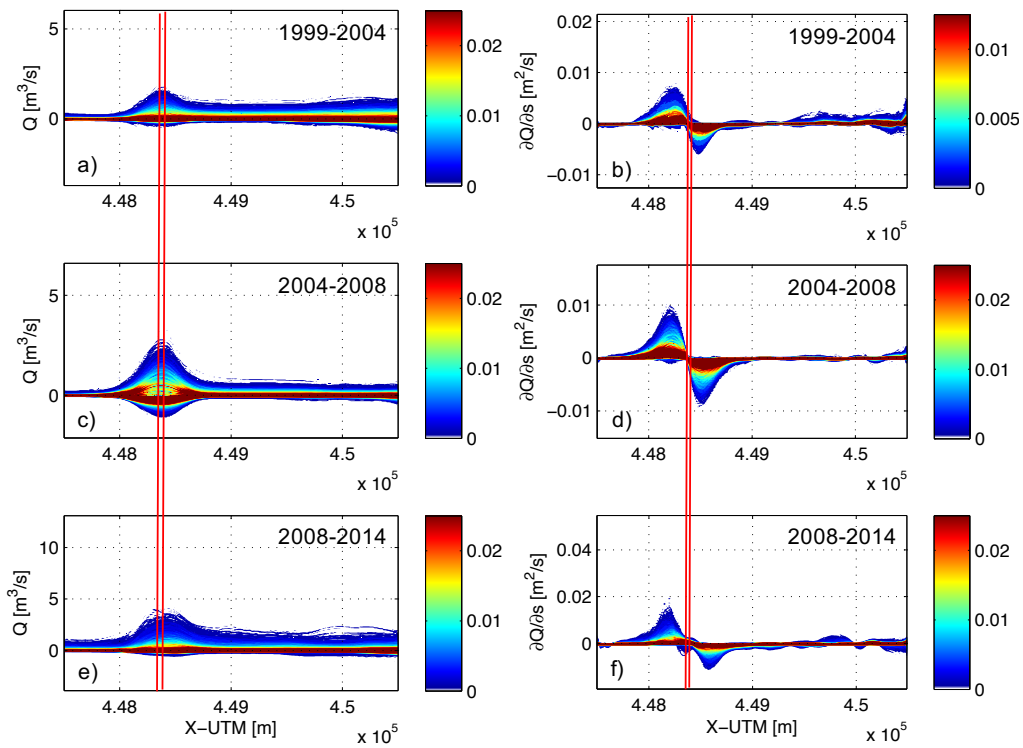 1999-2004
Q [m³/s]
5
0
a)
4.48
4.49
4.5
x 10⁵
0.02
0.01
0
1999-2004
∂Q/∂s [m²/s]
0.02
0.01
0
−0.01
b)
4.48
4.49
4.5
x 10⁵
0.01
0.005
0
2004-2008
Q [m³/s]
5
0
c)
4.48
4.49
4.5
x 10⁵
0.02
0.01
0
2004-2008
∂Q/∂s [m²/s]
0.01
0
−0.01
d)
4.48
4.49
4.5
x 10⁵
0.02
0.01
0
2008-2014
Q [m³/s]
10
5
0
e)
4.48
4.49
4.5
X−UTM [m]
x 10⁵
0.02
0.01
0
2008-2014
∂Q/∂s [m²/s]
0.04
0.02
0
f)
4.48
4.49
4.5
X−UTM [m]
x 10⁵
0.02
0.01
0